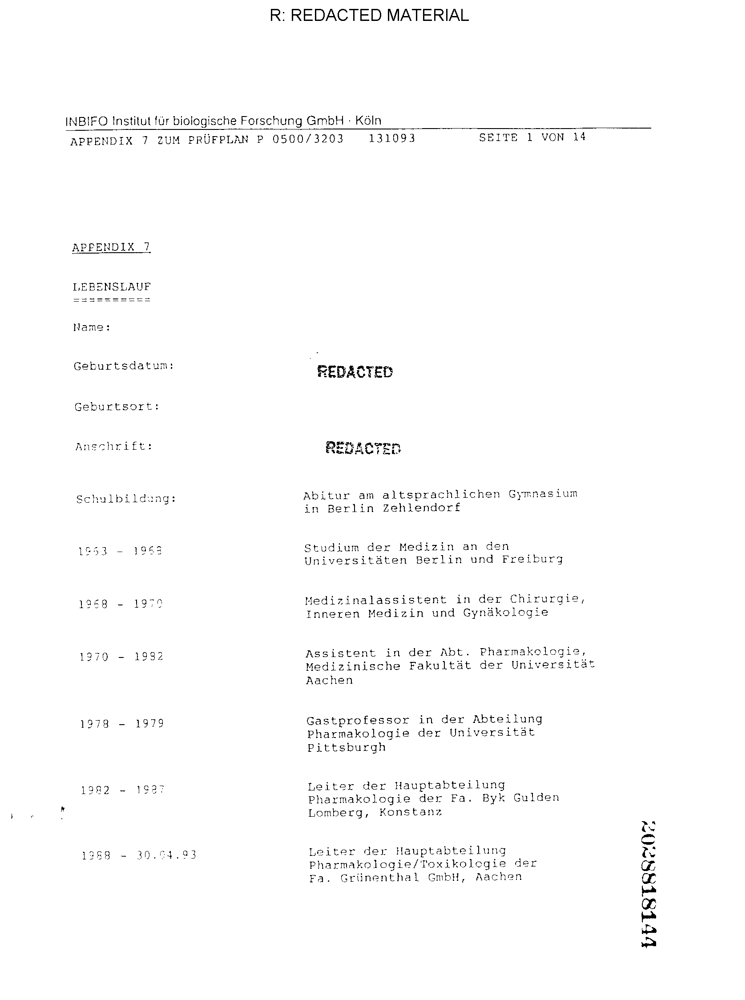 R: REDACTED MATERIAL
INBIFO Institut für biologische Forschung GmbH · Köln
APPENDIX 7 ZUM PRÜFPLAN P 0500/3203 131093 SEITE 1 VON 14
APPENDIX 7
LEBENSLAUF
==========
Name:
Geburtsdatum: REDACTED
Geburtsort:
Anschrift: REDACTED
Schulbildung: Abitur am altsprachlichen Gymnasium
in Berlin Zehlendorf
1963 - 1968 Studium der Medizin an den
Universitäten Berlin und Freiburg
1968 - 1970 Medizinalassistent in der Chirurgie,
Inneren Medizin und Gynäkologie
1970 - 1982 Assistent in der Abt. Pharmakologie,
Medizinische Fakultät der Universität
Aachen
1978 - 1979 Gastprofessor in der Abteilung
Pharmakologie der Universität
Pittsburgh
1982 - 1987 Leiter der Hauptabteilung
Pharmakologie der Fa. Byk Gulden
Lomberg, Konstanz
1988 - 30.04.93 Leiter der Hauptabteilung
Pharmakologie/Toxikologie der
Fa. Grünenthal GmbH, Aachen
2028818144